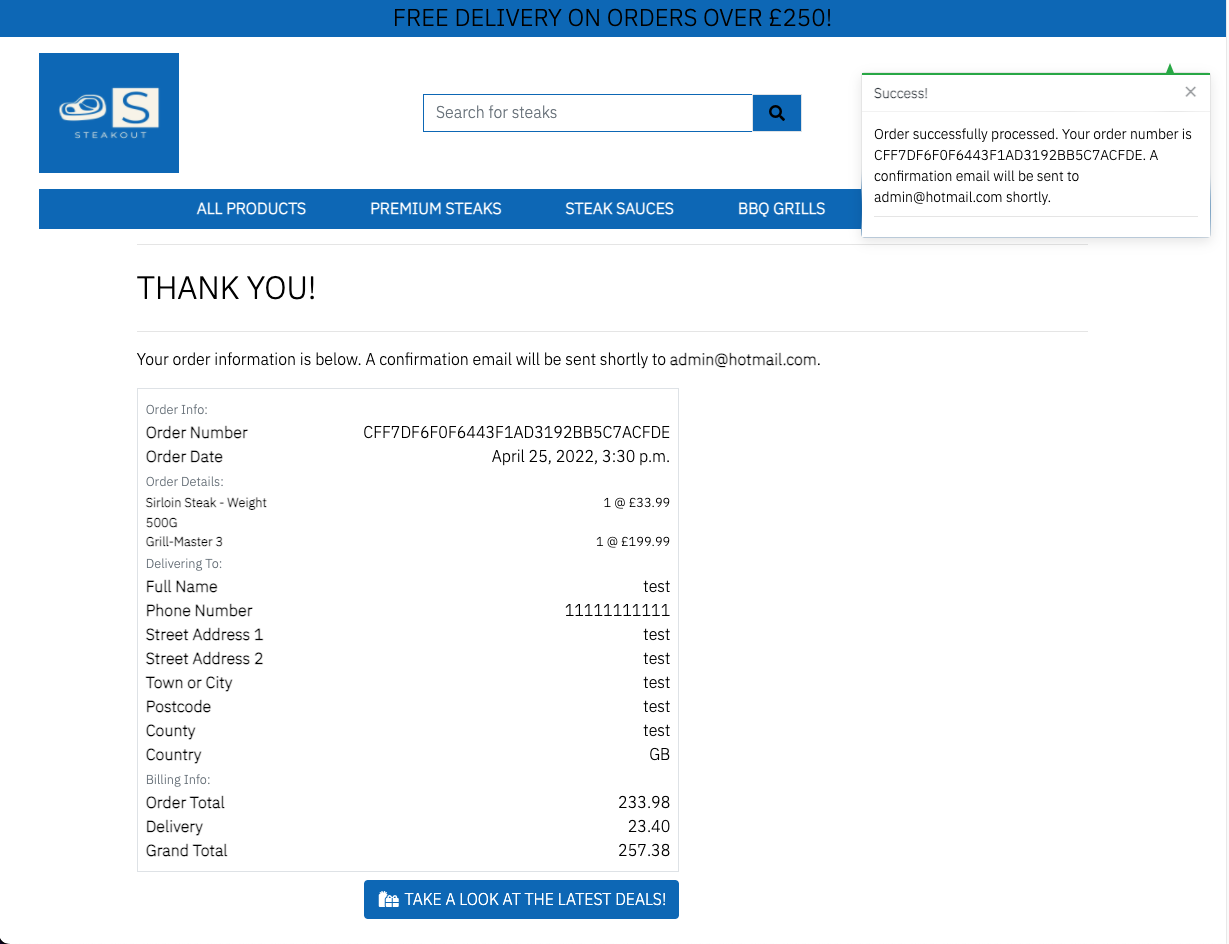 FREE DELIVERY ON ORDERS OVER £250!
S
STEAKOUT
Search for steaks
Success!
×
Order successfully processed. Your order number is
CFF7DF6F0F6443F1AD3192BB5C7ACFDE. A
confirmation email will be sent to
admin@hotmail.com shortly.
ALL PRODUCTS PREMIUM STEAKS STEAK SAUCES BBQ GRILLS
THANK YOU!
Your order information is below. A confirmation email will be sent shortly to admin@hotmail.com.
Order Info:
Order Number CFF7DF6F0F6443F1AD3192BB5C7ACFDE
Order Date April 25, 2022, 3:30 p.m.
Order Details:
Sirloin Steak - Weight 1 @ £33.99
500G
Grill-Master 3 1 @ £199.99
Delivering To:
Full Name test
Phone Number 11111111111
Street Address 1 test
Street Address 2 test
Town or City test
Postcode test
County test
Country GB
Billing Info:
Order Total 233.98
Delivery 23.40
Grand Total 257.38
TAKE A LOOK AT THE LATEST DEALS!